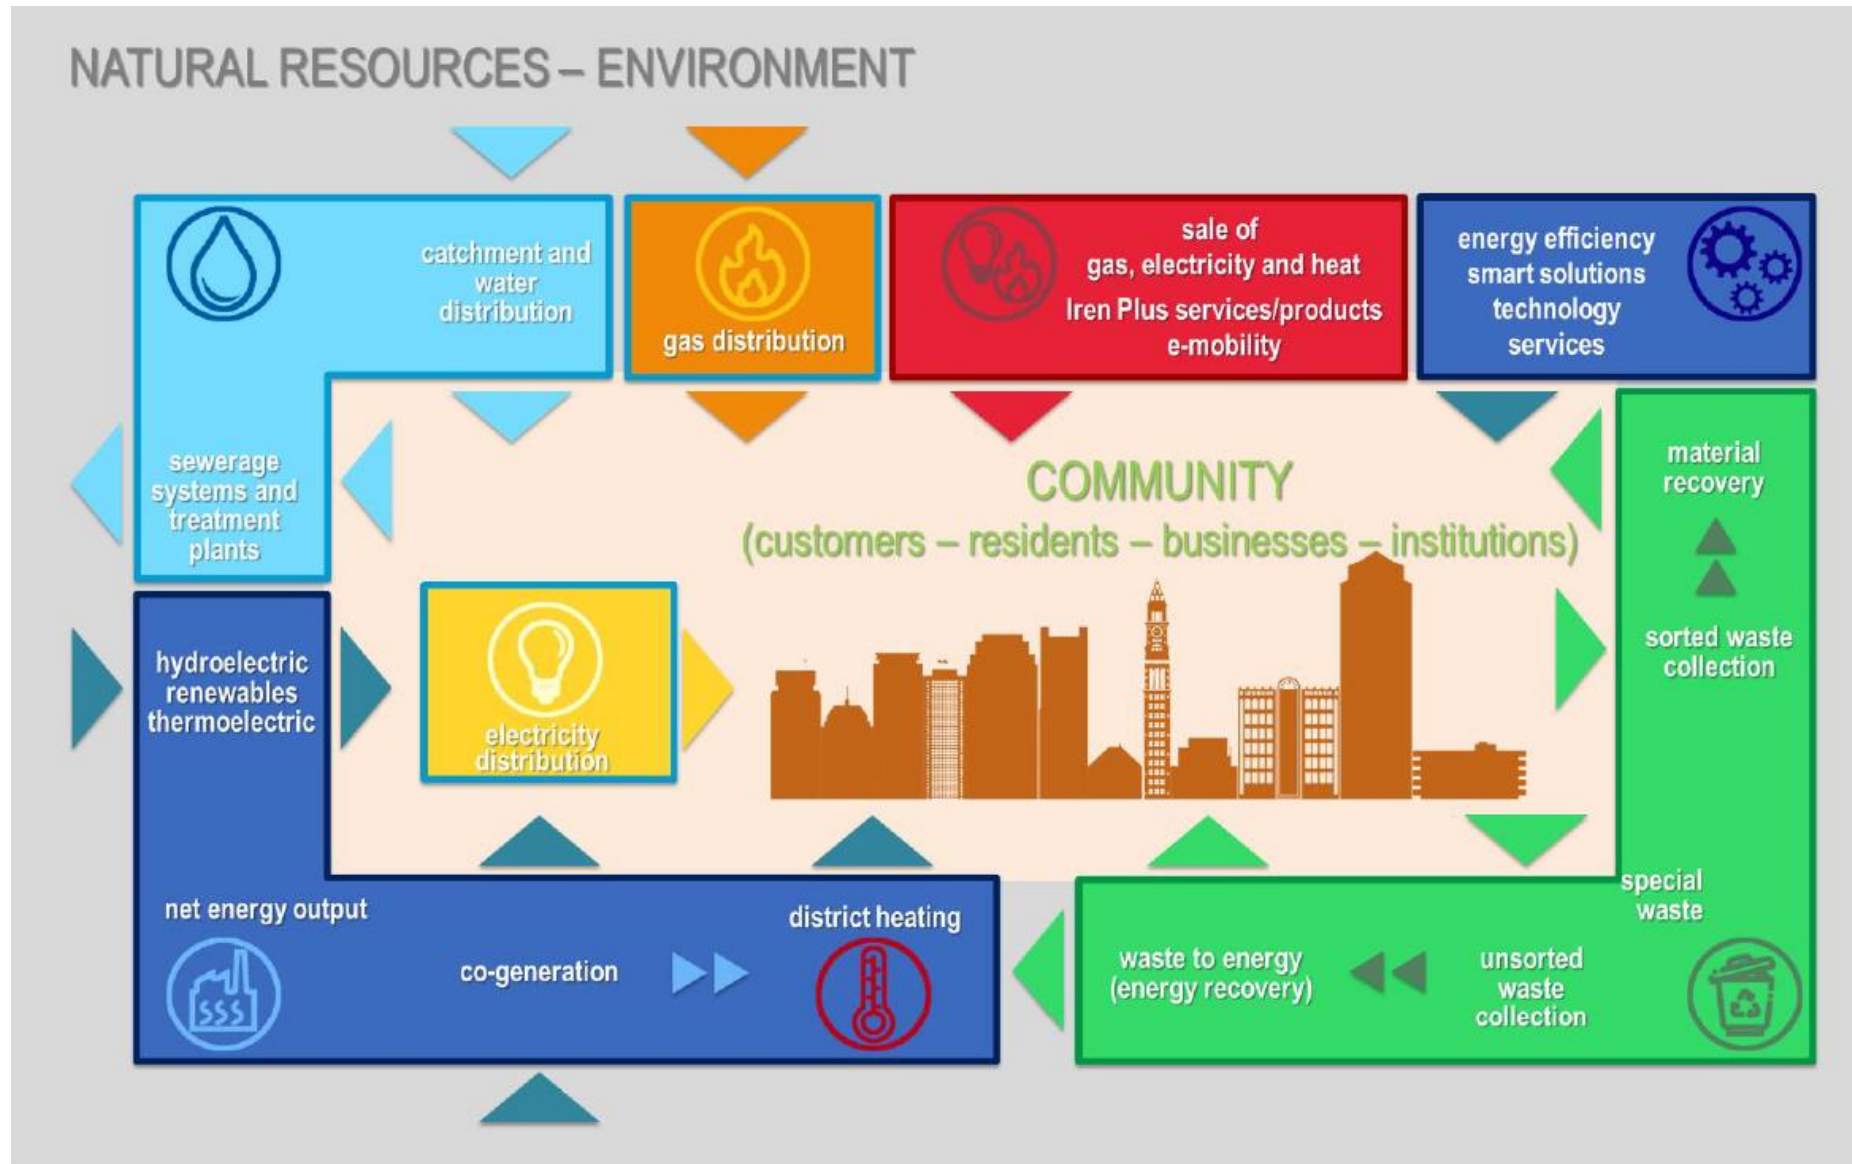 NATURAL RESOURCES – ENVIRONMENT
catchment and
water
distribution
gas distribution
sale of
gas, electricity and heat
Iren Plus services/products
e-mobility
energy efficiency
smart solutions
technology
services
sewerage
systems and
treatment
plants
COMMUNITY
(customers – residents – businesses – institutions)
material
recovery
hydroelectric
renewables
thermoelectric
electricity
distribution
sorted waste
collection
net energy output
co-generation
district heating
waste to energy
(energy recovery)
special
waste
unsorted
waste
collection